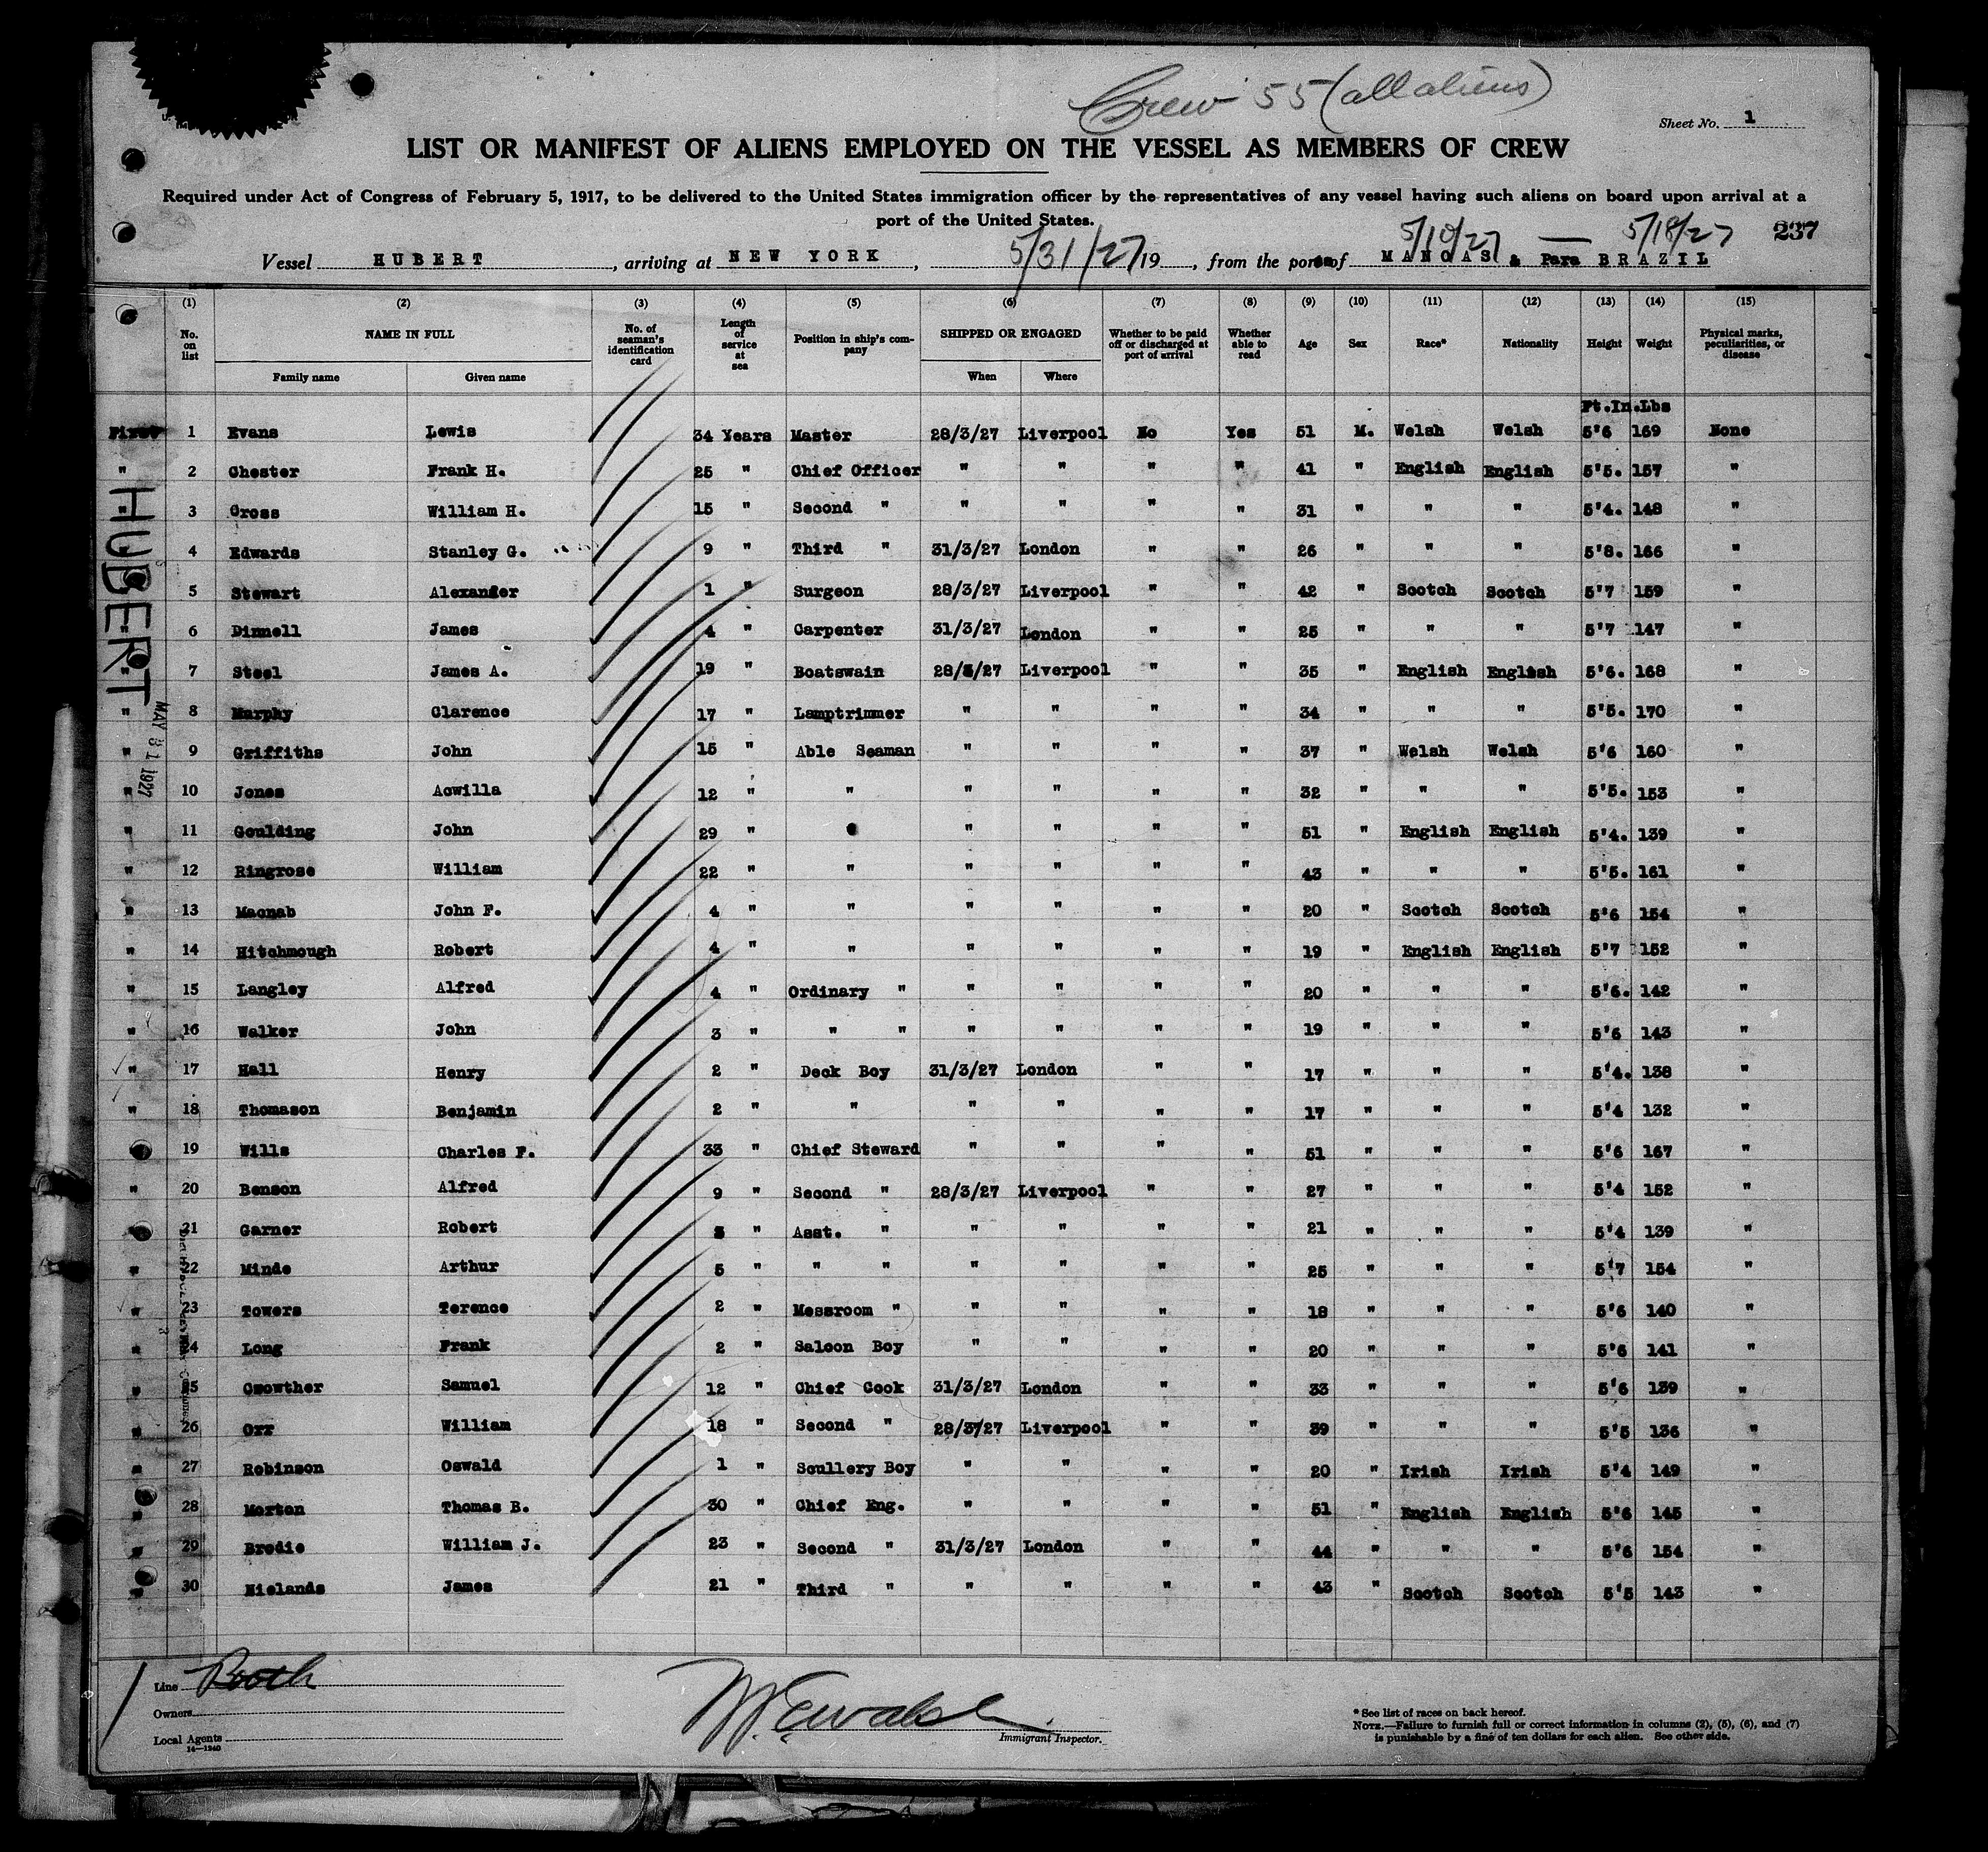 Crew 55 (all aliens)
Sheet No. 1
LIST OR MANIFEST OF ALIENS EMPLOYED ON THE VESSEL AS MEMBERS OF CREW
Required under Act of Congress of February 5, 1917, to be delivered to the United States immigration officer by the representatives of any vessel having such aliens on board upon arrival at a
port of the United States.
5/10/27 — 5/18/27 237
Vessel HUBERT, arriving at NEW YORK, 5/31/27 19 , from the port of MANOAS & Para BRAZIL
(1) (2) (3) (4) (5) (6) (7) (8) (9) (10) (11) (12) (13) (14) (15)
No. on list NAME IN FULL Family name Given name No. of seaman's identification card Length of service at sea Position in ship's company SHIPPED OR ENGAGED When Where Whether to be paid off or discharged at port of arrival Whether able to read Age Sex Race* Nationality Height Weight Physical marks, peculiarities, or disease
Ft.In.Lbs
First 1 Evans Lewis 34 Years Master 28/3/27 Liverpool No Yes 51 M. Welsh Welsh 5'6 169 None
" 2 Chester Frank H. 25 " Chief Officer " " " " 41 " English English 5'5. 157 "
3 Cross William H. 15 " Second " " " " " 31 " " " 5'4. 148 "
4 Edwards Stanley G. 9 " Third " 31/3/27 London " " 26 " " " 5'8. 166 "
5 Stewart Alexander 1 " Surgeon 28/3/27 Liverpool " " 42 " Scotch Scotch 5'7 159 "
6 Dinnell James 4 " Carpenter 31/3/27 London " " 25 " " " 5'7 147 "
7 Steel James A. 19 " Boatswain 28/3/27 Liverpool " " 35 " English English 5'6. 168 "
" 8 Murphy Clarence 17 " Lamptrimmer " " " " 34 " " " 5'5. 170 "
" 9 Griffiths John 15 " Able Seaman " " " " 37 " Welsh Welsh 5'6 160 "
" 10 Jones Acwilla 12 " " " " " " 32 " " " 5'5. 153 "
" 11 Goulding John 29 " " " " " 51 " English English 5'4. 139 "
" 12 Ringrose William 22 " " " " " " 43 " " " 5'5. 161 "
" 13 Macnab John F. 4 " " " " " " 20 " Scotch Scotch 5'6 154 "
" 14 Hitchmough Robert 4 " " " " " " 19 " English English 5'7 152 "
" 15 Langley Alfred 4 " Ordinary " " " " " 20 " " " 5'6. 142 "
" 16 Walker John 3 " " " " " " " 19 " " " 5'6 143 "
" 17 Hall Henry 2 " Deck Boy 31/3/27 London " " 17 " " " 5'4. 138 "
" 18 Thomason Benjamin 2 " " " " " " 17 " " " 5'4 132 "
19 Wills Charles F. 33 " Chief Steward " " " " 51 " " " 5'6 167 "
" 20 Benson Alfred 9 " Second " 28/3/27 Liverpool " " 27 " " " 5'4 152 "
21 Garner Robert " Asst. " " " " " 21 " " " 5'4 139 "
" 22 Minde Arthur 5 " " " " " " " 25 " " " 5'7 154 "
" 23 Towers Terence 2 " Messroom " " " " " 18 " " " 5'6 140 "
" 24 Long Frank 2 " Saloon Boy " " " " 20 " " " 5'6 141 "
" 25 Crowther Samuel 12 " Chief Cook 31/3/27 London " " 33 " " " 5'6 139 "
" 26 Orr William 18 " Second " 28/3/27 Liverpool " " 39 " " " 5'5 136 "
" 27 Robinson Oswald 1 " Scullery Boy " " " " 20 " Irish Irish 5'4 149 "
" 28 Morton Thomas B. 30 " Chief Eng. " " " " 51 " English English 5'6 145 "
" 29 Brodie William J. 23 " Second " 31/3/27 London " " 44 " " " 5'6 154 "
" 30 Nielands James 21 " Third " " " " " 43 " Scotch Scotch 5'5 143 "
HUBERT
MAY 31 1927
Line Booth
Owners
Local Agents
14—1240
Immigrant Inspector.
* See list of races on back hereof.
NOTE.—Failure to furnish full or correct information in columns (2), (5), (6), and (7)
is punishable by a fine of ten dollars for each alien. See other side.